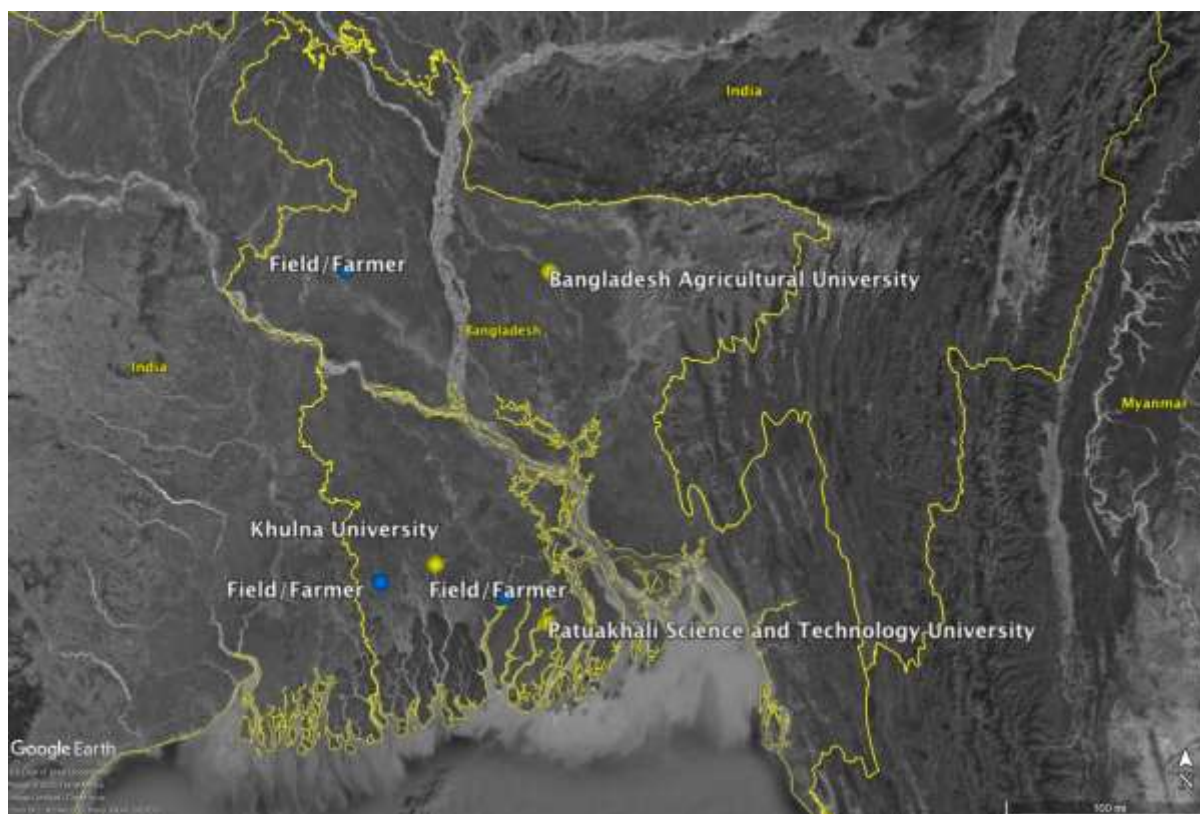 India
Field/Farmer
Bangladesh Agricultural University
Bangladesh
India
Myanmar
Khulna University
Field/Farmer
Field/Farmer
Patuakhali Science and Technology University
Google Earth
N
100 mi